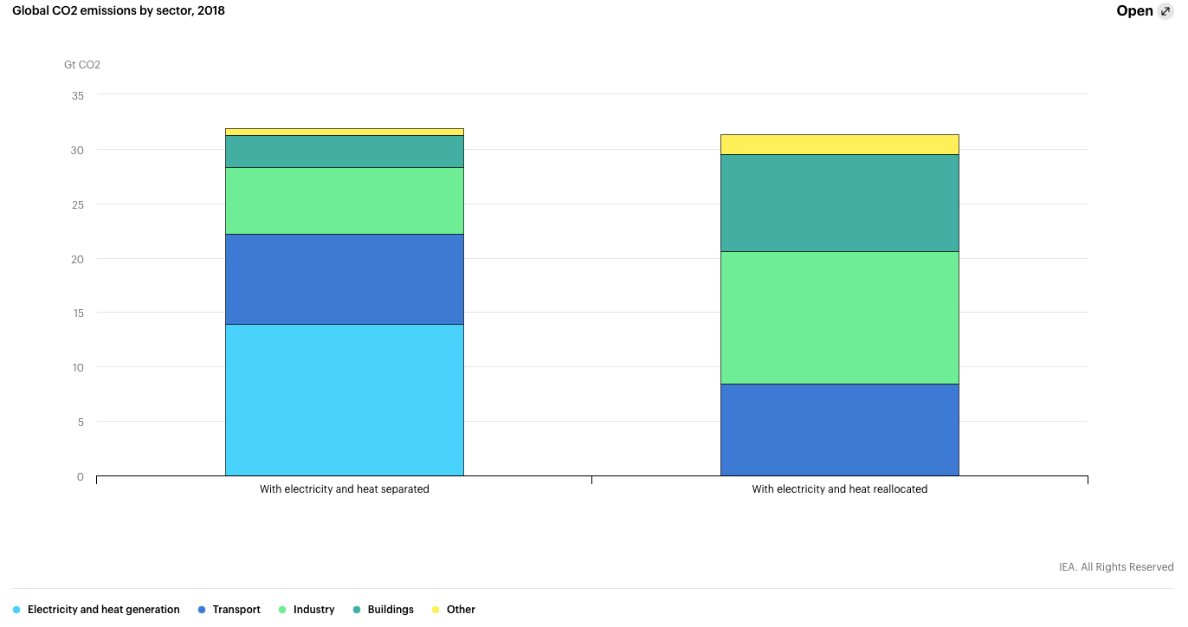 Global CO2 emissions by sector, 2018
Open
Gt CO2
35
30
25
20
15
10
5
0
With electricity and heat separated
With electricity and heat reallocated
IEA. All Rights Reserved
Electricity and heat generation
Transport
Industry
Buildings
Other